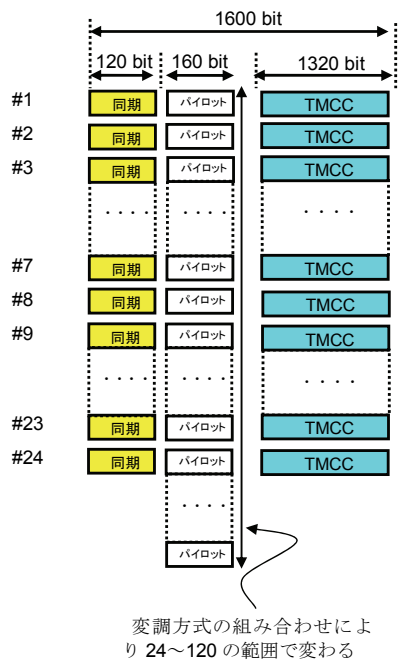 1600 bit
120 bit 160 bit 1320 bit
#1 同期 パイロット TMCC
#2 同期 パイロット TMCC
#3 同期 パイロット TMCC
・・・・ ・・・・ ・・・・
#7 同期 パイロット TMCC
#8 同期 パイロット TMCC
#9 同期 パイロット TMCC
・・・・ ・・・・ ・・・・
#23 同期 パイロット TMCC
#24 同期 パイロット TMCC
・・・・
パイロット
変調方式の組み合わせによ
り 24～120 の範囲で変わる